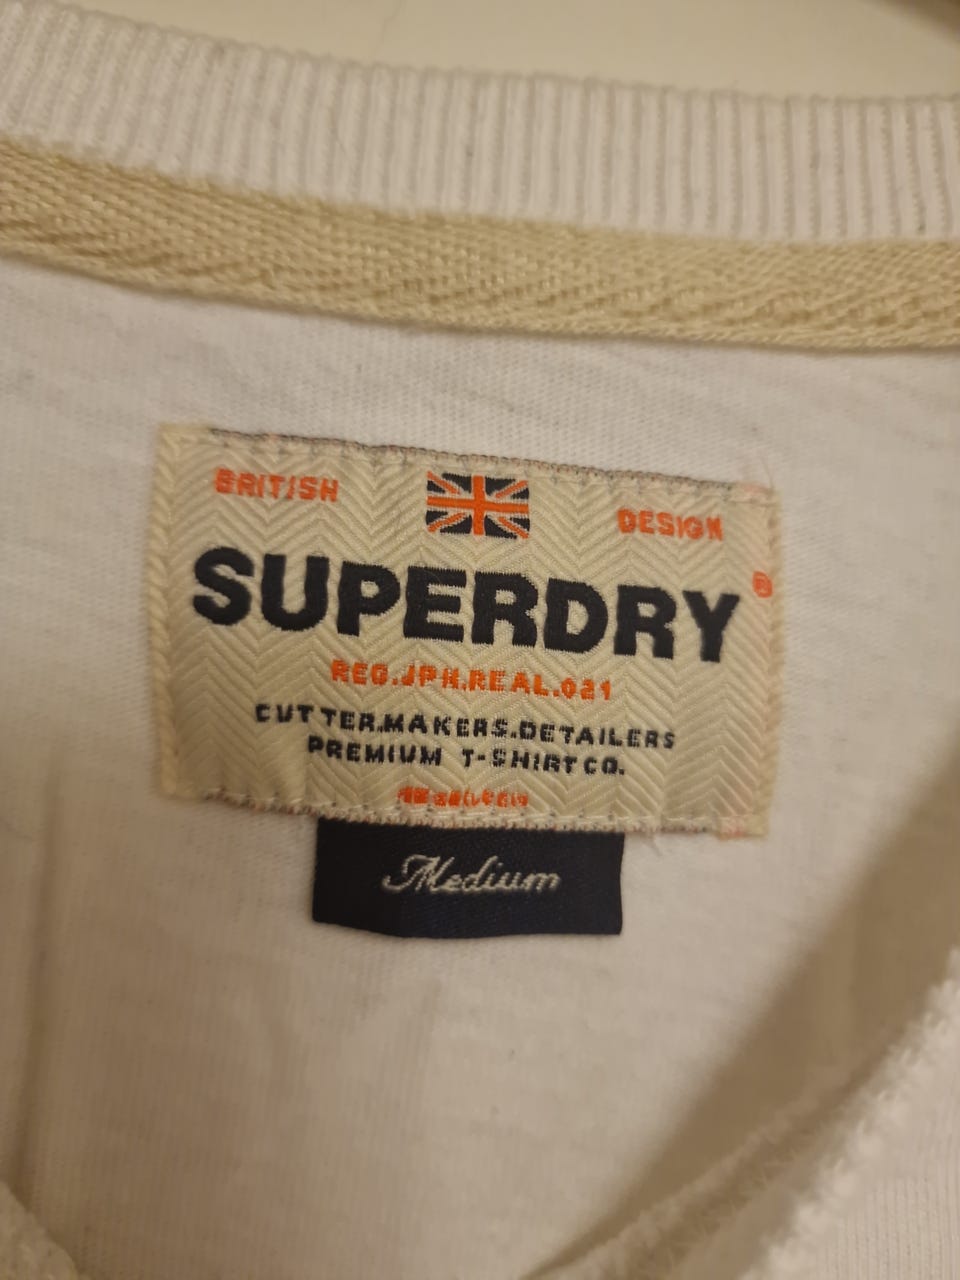 BRITISH DESIGN
SUPERDRY®
REG.JPN.REAL.021
CUTTER.MAKERS.DETAILERS
PREMIUM T-SHIRT CO.
Medium